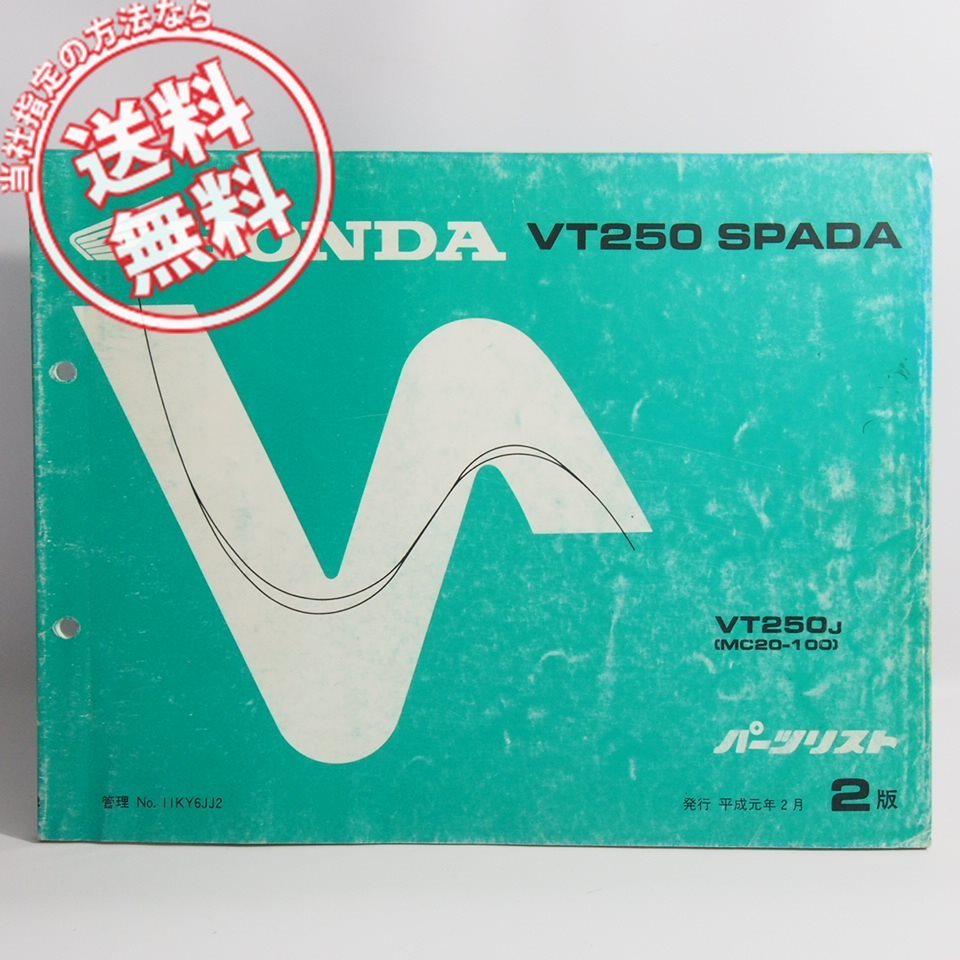 当社指定の方法なら
送料
無料
HONDA VT250 SPADA
VT250J
(MC20-100)
パーツリスト
管理 No. 11KY6JJ2
発行 平成元年2月 2版